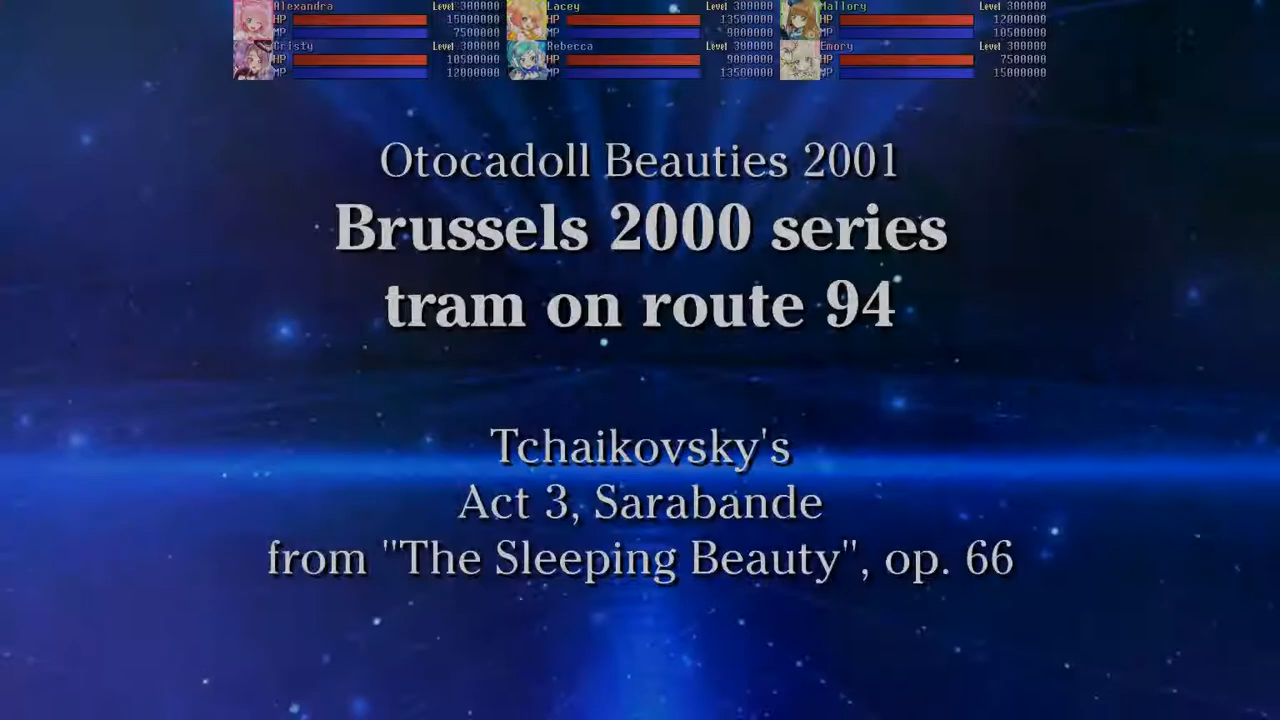 Alexandra Level 300000 Lacey Level 300000 Mallory Level 300000
HP 15000000 HP 13500000 HP 12000000
MP 7500000 MP 9000000 MP 10500000
Cristy Level 300000 Rebecca Level 300000 Emory Level 300000
HP 10500000 HP 9000000 HP 7500000
MP 12000000 MP 13500000 MP 15000000
Otocadoll Beauties 2001
Brussels 2000 series
tram on route 94
Tchaikovsky's
Act 3, Sarabande
from "The Sleeping Beauty", op. 66